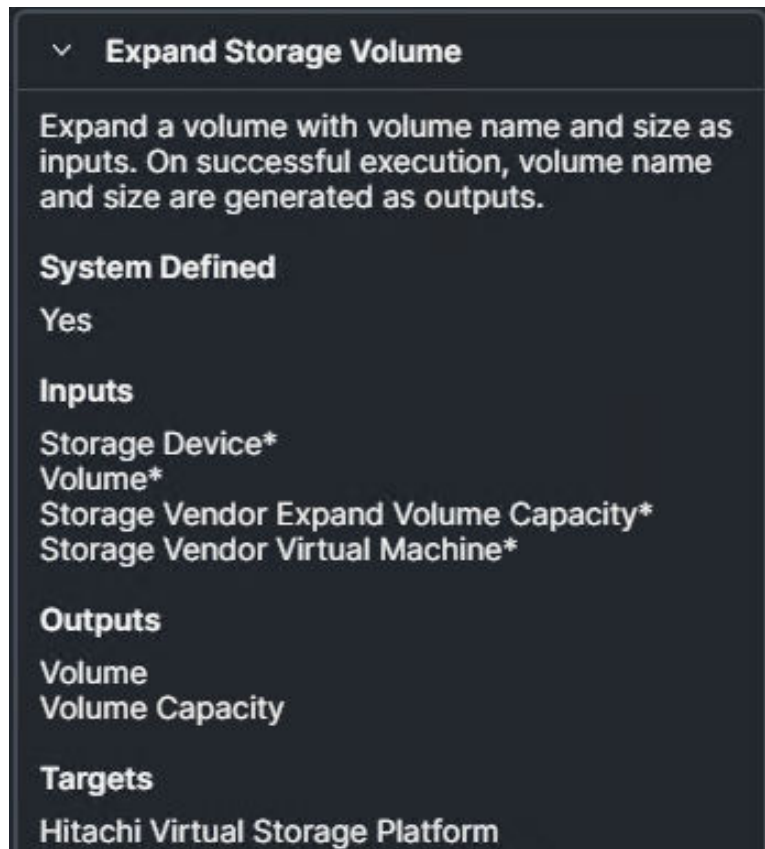 Expand Storage Volume
Expand a volume with volume name and size as
inputs. On successful execution, volume name
and size are generated as outputs.
System Defined
Yes
Inputs
Storage Device*
Volume*
Storage Vendor Expand Volume Capacity*
Storage Vendor Virtual Machine*
Outputs
Volume
Volume Capacity
Targets
Hitachi Virtual Storage Platform